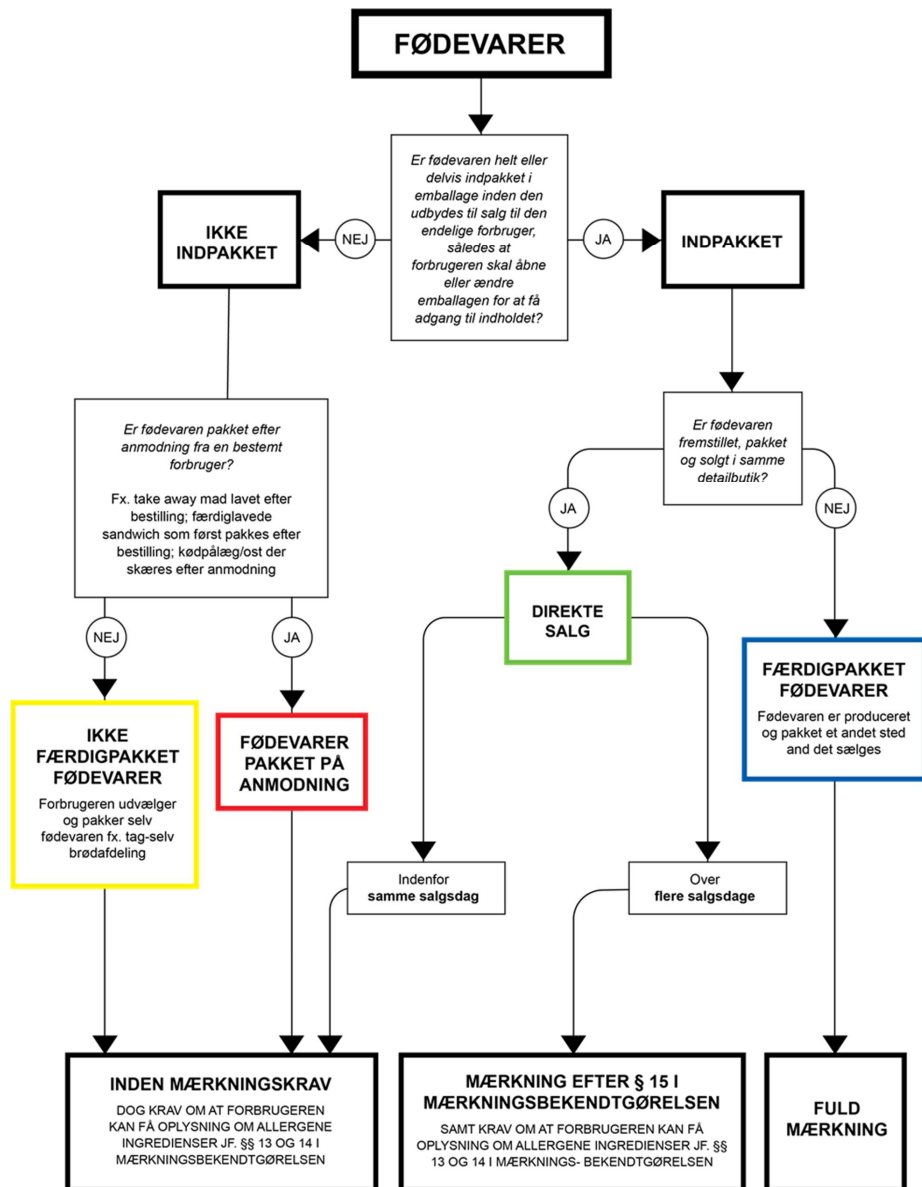 FØDEVARER
Er fødevaren helt eller
delvis indpakket i
emballage inden den
udbydes til salg til den
endelige forbruger,
således at
forbrugeren skal åbne
eller ændre
emballagen for at få
adgang til indholdet?
NEJ
JA
IKKE
INDPAKKET
INDPAKKET
Er fødevaren pakket efter
anmodning fra en bestemt
forbruger?
Fx. take away mad lavet efter
bestilling; færdiglavede
sandwich som først pakkes efter
bestilling; kødpålæg/ost der
skæres efter anmodning
Er fødevaren
fremstillet, pakket
og solgt i samme
detailbutik?
JA
NEJ
NEJ
JA
DIREKTE
SALG
IKKE
FÆRDIGPAKKET
FØDEVARER
Forbrugeren udvælger
og pakker selv
fødevaren fx. tag-selv
brødafdeling
FØDEVARER
PAKKET PÅ
ANMODNING
FÆRDIGPAKKET
FØDEVARER
Fødevaren er produceret
og pakket et andet sted
and det sælges
Indenfor
samme salgsdag
Over
flere salgsdage
INDEN MÆRKNINGSKRAV
DOG KRAV OM AT FORBRUGEREN
KAN FÅ OPLYSNING OM ALLERGENE
INGREDIENSER JF. §§ 13 OG 14 I
MÆRKNINGSBEKENDTGØRELSEN
MÆRKNING EFTER § 15 I
MÆRKNINGSBEKENDTGØRELSEN
SAMT KRAV OM AT FORBRUGEREN KAN FÅ
OPLYSNING OM ALLERGENE INGREDIENSER JF. §§
13 OG 14 I MÆRKNINGS- BEKENDTGØRELSEN
FULD
MÆRKNING